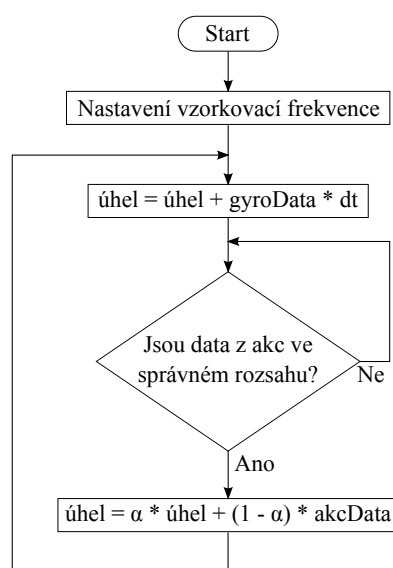 Start
Nastavení vzorkovací frekvence
úhel = úhel + gyroData * dt
Jsou data z akc ve
správném rozsahu?
Ne
Ano
úhel = α * úhel + (1 - α) * akcData